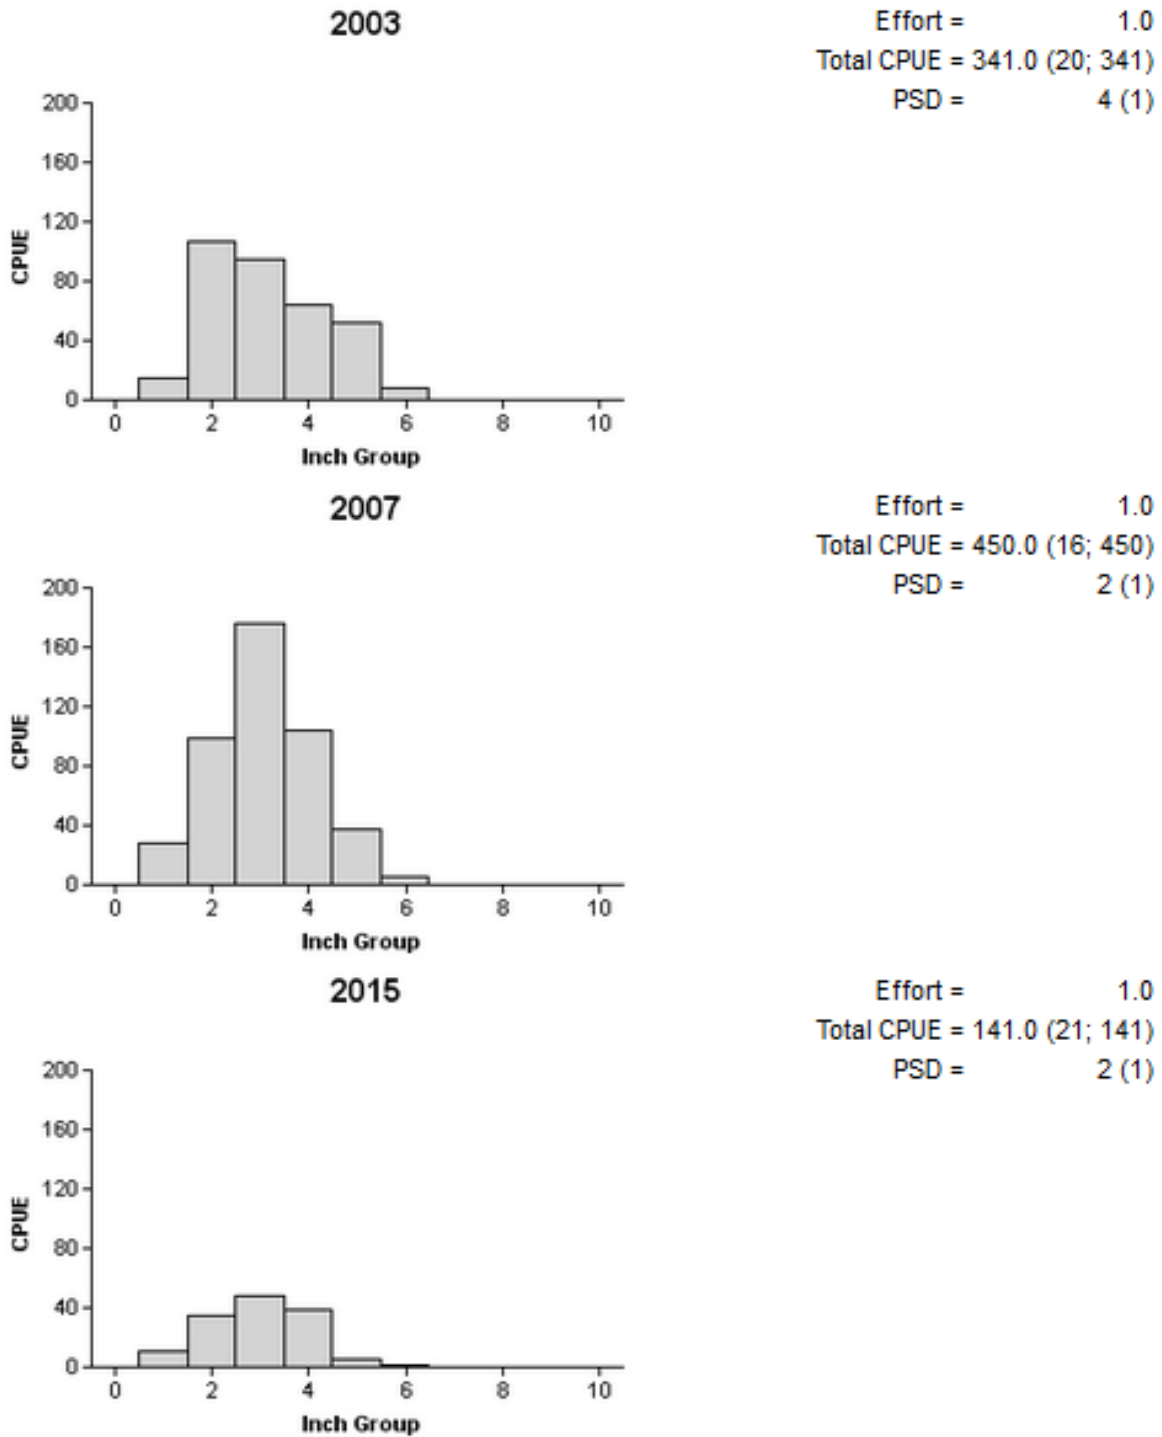 2003
Effort = 1.0
Total CPUE = 341.0 (20; 341)
PSD = 4 (1)
200
160
120
80
40
0
CPUE
0 2 4 6 8 10
Inch Group
2007
Effort = 1.0
Total CPUE = 450.0 (16; 450)
PSD = 2 (1)
200
160
120
80
40
0
CPUE
0 2 4 6 8 10
Inch Group
2015
Effort = 1.0
Total CPUE = 141.0 (21; 141)
PSD = 2 (1)
200
160
120
80
40
0
CPUE
0 2 4 6 8 10
Inch Group